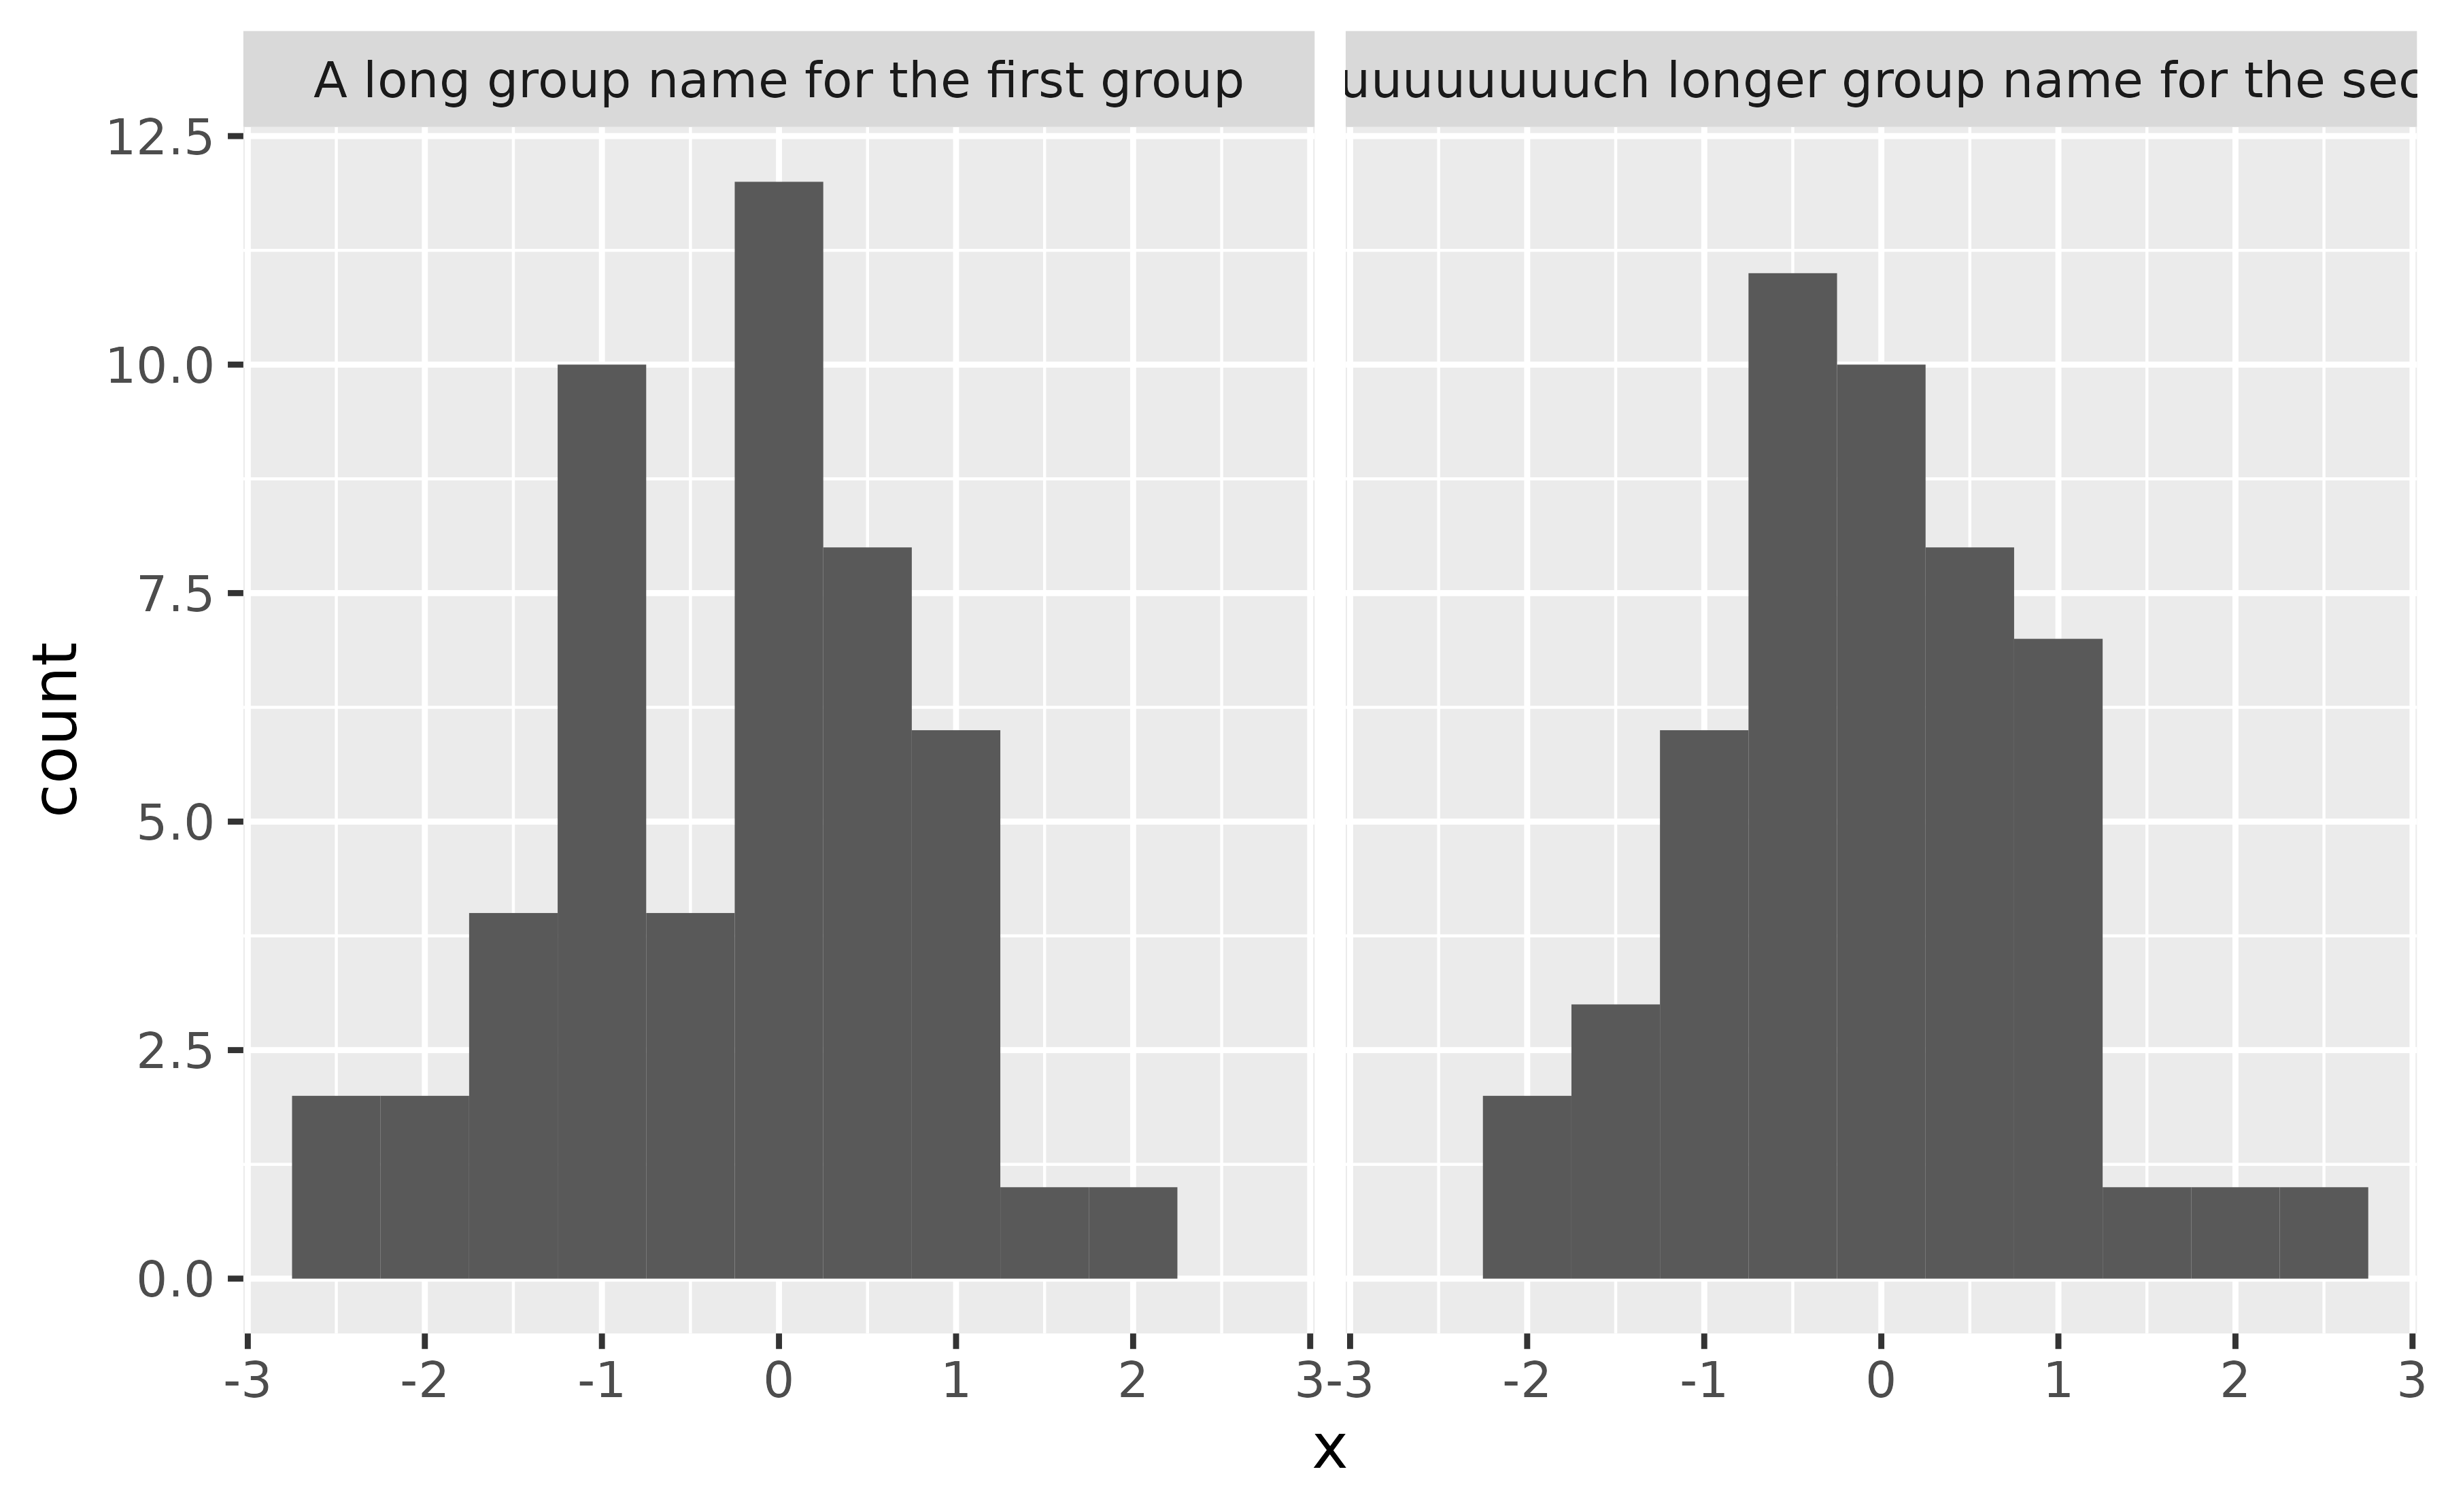 A long group name for the first group
uuuuuuuuuch longer group name for the sec
12.5
10.0
7.5
5.0
2.5
0.0
count
-3 -2 -1 0 1 2 3
-3 -2 -1 0 1 2 3
x